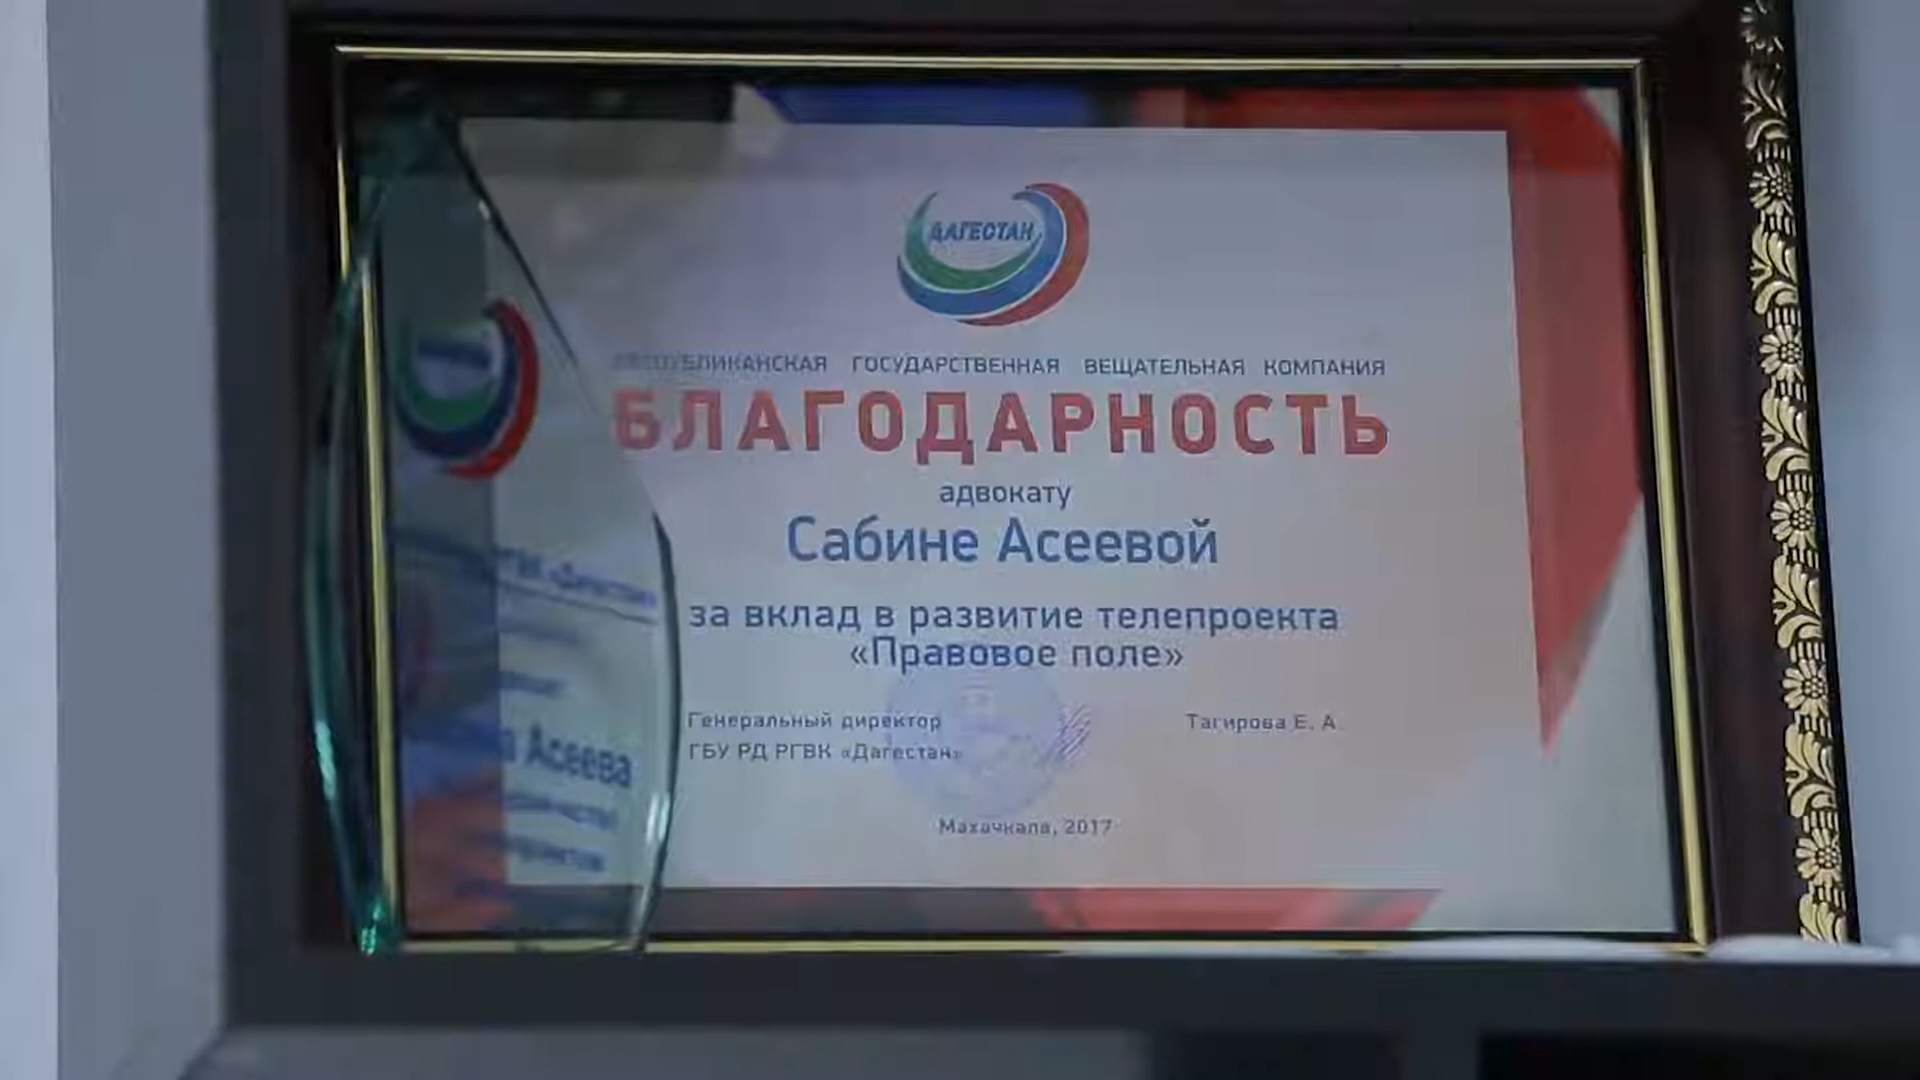 ДАГЕСТАН
РЕСПУБЛИКАНСКАЯ ГОСУДАРСТВЕННАЯ ВЕЩАТЕЛЬНАЯ КОМПАНИЯ
БЛАГОДАРНОСТЬ
адвокату
Сабине Асеевой
за вклад в развитие телепроекта
«Правовое поле»
Генеральный директор
ГБУ РД РГВК «Дагестан»
Тагирова Е. А.
Махачкала, 2017
Асеева